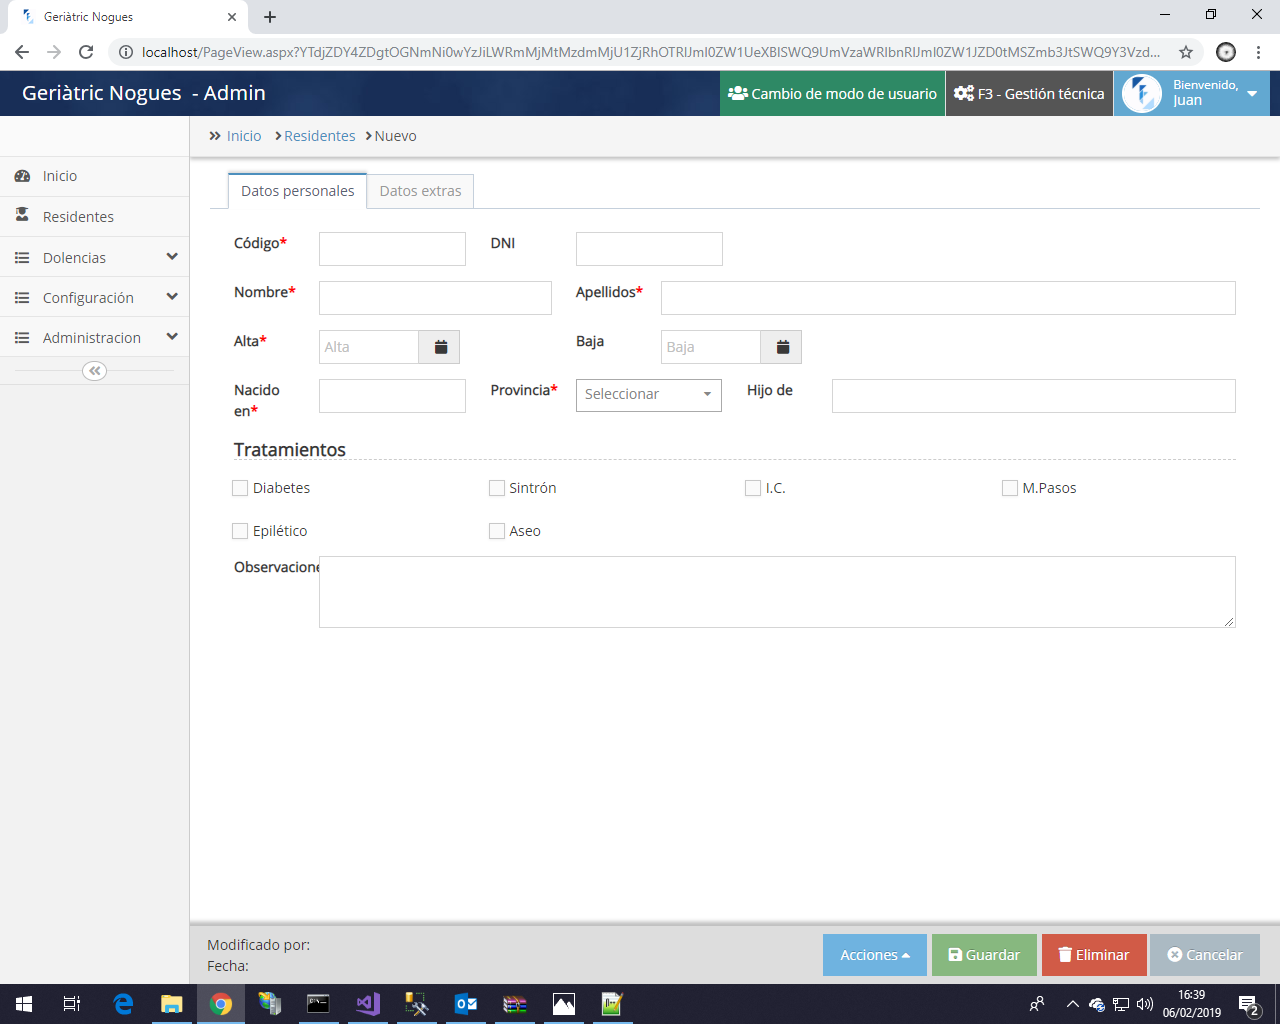 Geriàtric Nogues
localhost/PageView.aspx?
Geriàtric Nogues - Admin
Cambio de modo de usuario
F3 - Gestión técnica
Bienvenido,
Juan
Inicio Residentes Nuevo
Inicio
Residentes
Dolencias
Configuración
Administracion
Datos personales
Datos extras
Código*
DNI
Nombre*
Apellidos*
Alta*
Alta
Baja
Baja
Nacido
en*
Provincia*
Seleccionar
Hijo de
Tratamientos
Diabetes
Sintrón
I.C.
M.Pasos
Epilético
Aseo
Observacione
Modificado por:
Fecha:
Acciones
Guardar
Eliminar
Cancelar
16:39
06/02/2019
2